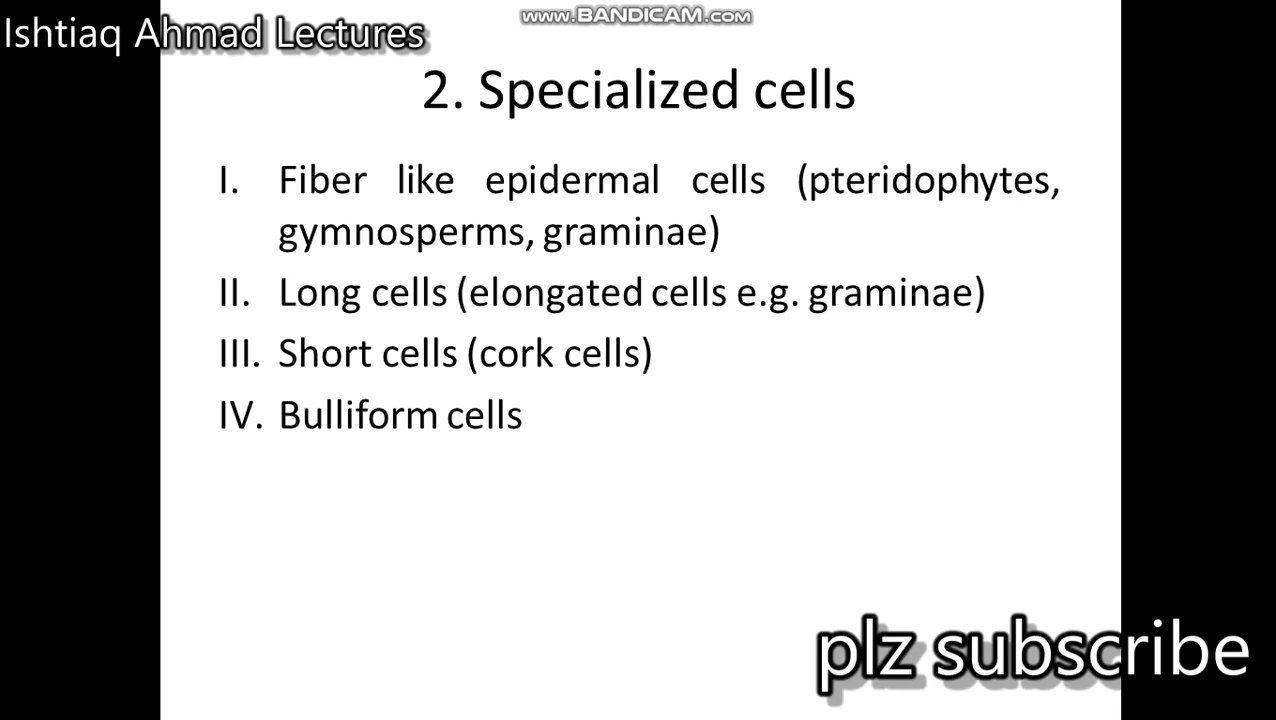 www.BANDICAM.com
Ishtiaq Ahmad Lectures
2. Specialized cells
I. Fiber like epidermal cells (pteridophytes,
gymnosperms, graminae)
II. Long cells (elongated cells e.g. graminae)
III. Short cells (cork cells)
IV. Bulliform cells
plz subscribe